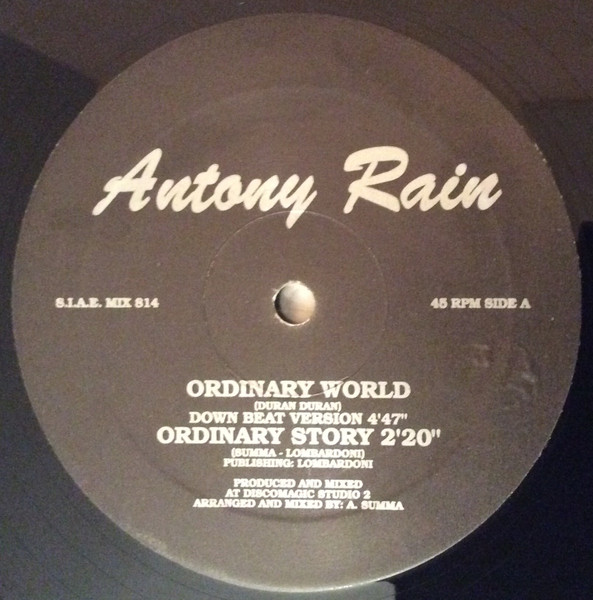 Antony Rain
S.I.A.E. MIX 814
45 RPM SIDE A
ORDINARY WORLD
(DURAN DURAN)
DOWN BEAT VERSION 4'47"
ORDINARY STORY 2'20"
(SUMMA - LOMBARDONI)
PUBLISHING: LOMBARDONI
PRODUCED AND MIXED
AT DISCOMAGIC STUDIO 2
ARRANGED AND MIXED BY: A. SUMMA